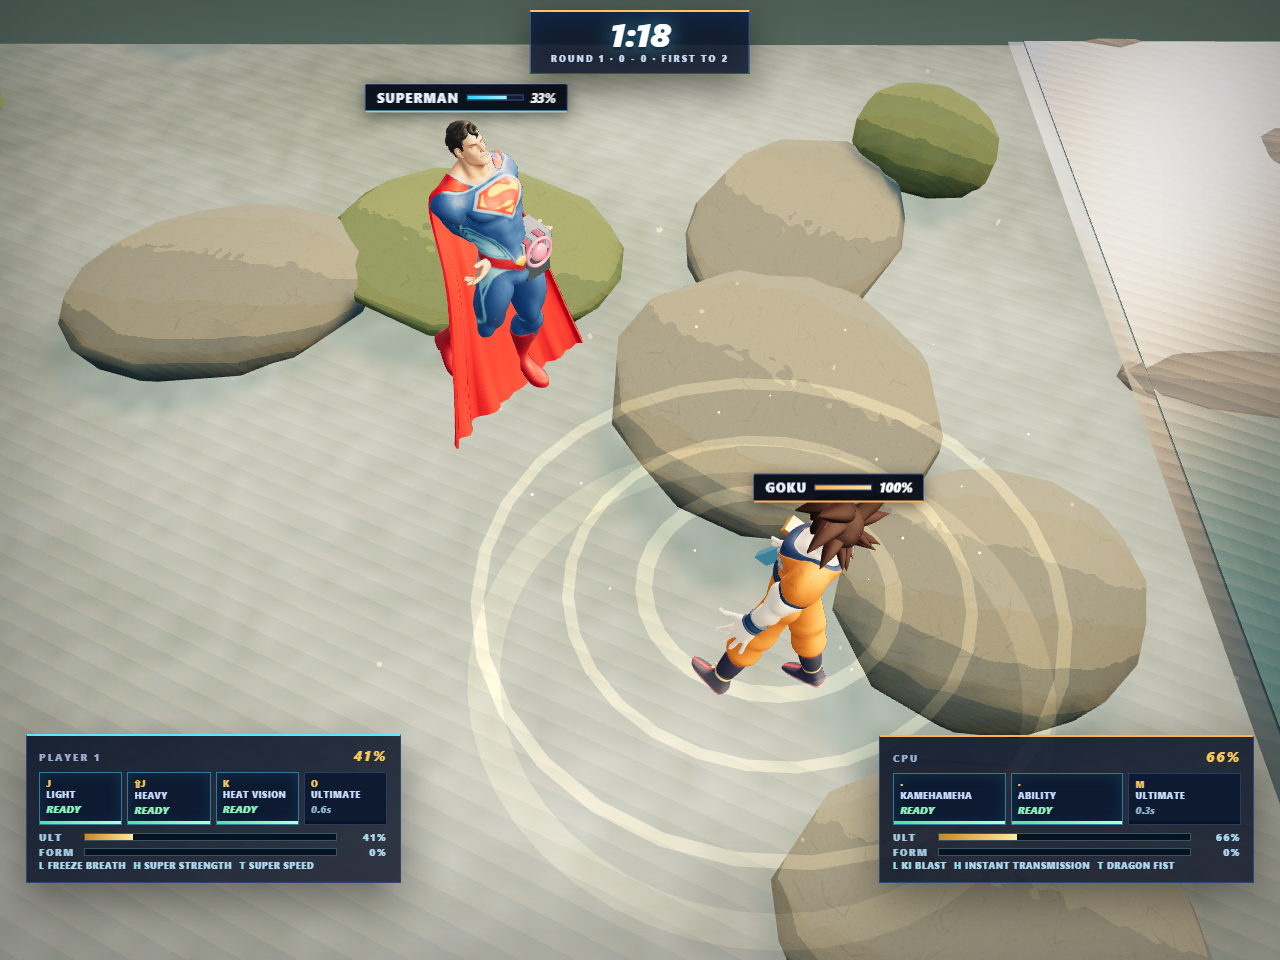 1:18
ROUND 1 · 0 - 0 · FIRST TO 2
SUPERMAN 33%
GOKU 100%
PLAYER 1 41%
J
LIGHT
READY
⇧J
HEAVY
READY
K
HEAT VISION
READY
O
ULTIMATE
0.6s
ULT 41%
FORM 0%
L FREEZE BREATH H SUPER STRENGTH T SUPER SPEED
CPU 66%
·
KAMEHAMEHA
READY
·
ABILITY
READY
M
ULTIMATE
0.3s
ULT 66%
FORM 0%
L KI BLAST H INSTANT TRANSMISSION T DRAGON FIST